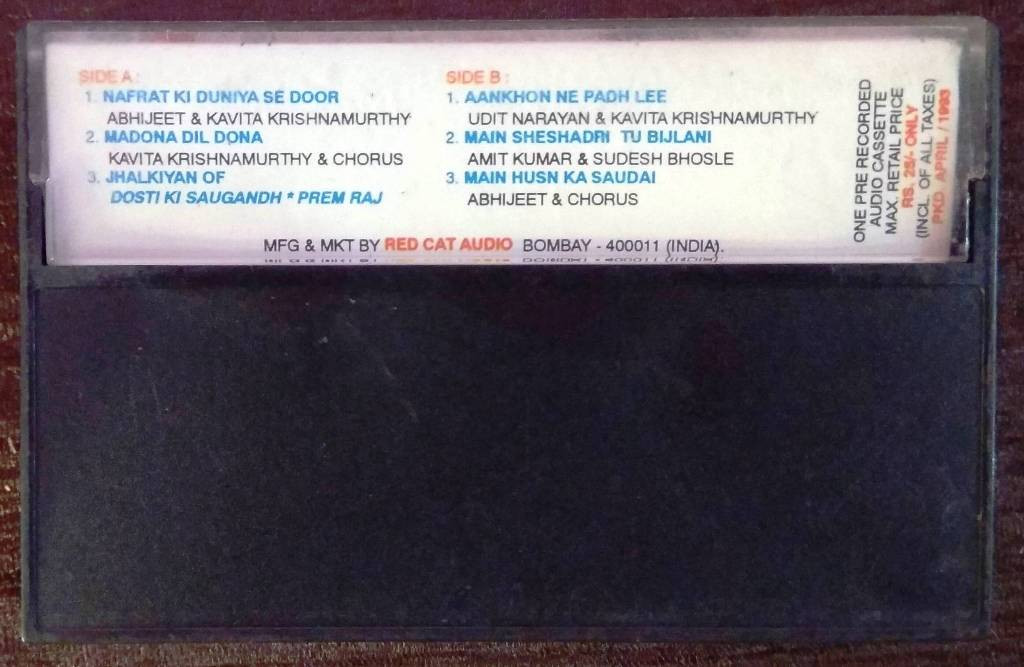 SIDE A :
1. NAFRAT KI DUNIYA SE DOOR
ABHIJEET & KAVITA KRISHNAMURTHY
2. MADONA DIL DONA
KAVITA KRISHNAMURTHY & CHORUS
3. JHALKIYAN OF
DOSTI KI SAUGANDH * PREM RAJ
SIDE B :
1. AANKHON NE PADH LEE
UDIT NARAYAN & KAVITA KRISHNAMURTHY
2. MAIN SHESHADRI TU BIJLANI
AMIT KUMAR & SUDESH BHOSLE
3. MAIN HUSN KA SAUDAI
ABHIJEET & CHORUS
MFG & MKT BY RED CAT AUDIO BOMBAY - 400011 (INDIA).
ONE PRE RECORDED
AUDIO CASSETTE
MAX. RETAIL PRICE
RS. 25/- ONLY
(INCL. OF ALL TAXES)
PKD. APRIL / 1993